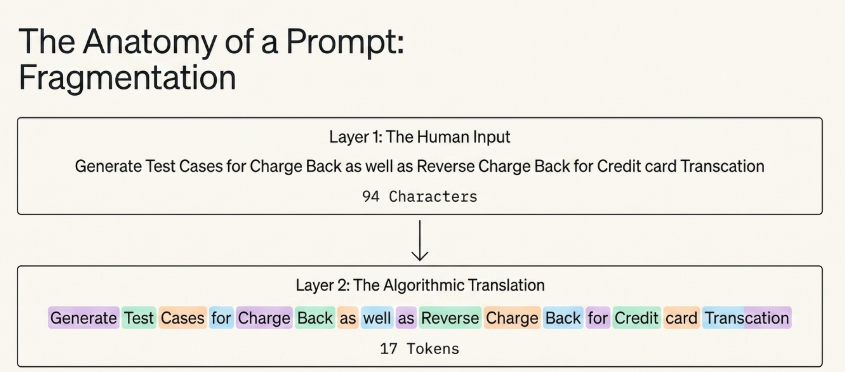 The Anatomy of a Prompt:
Fragmentation
Layer 1: The Human Input
Generate Test Cases for Charge Back as well as Reverse Charge Back for Credit card Transcation
94 Characters
Layer 2: The Algorithmic Translation
Generate Test Cases for Charge Back as well as Reverse Charge Back for Credit card Transcation
17 Tokens